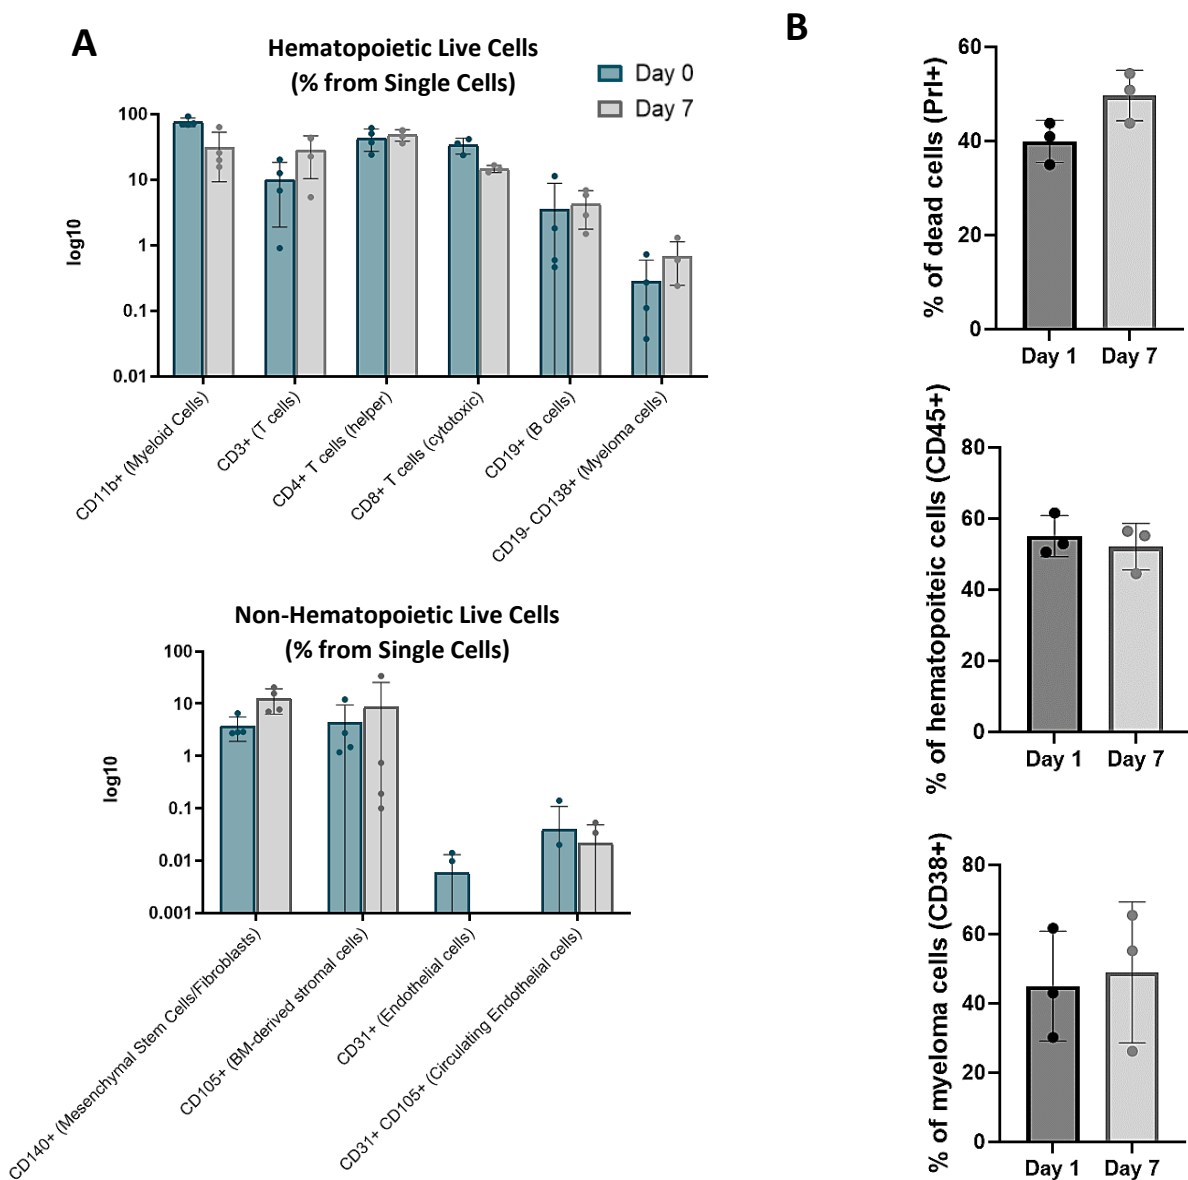 A
Hematopoietic Live Cells
(% from Single Cells)
Day 0
Day 7
log10
100
10
1
0.1
0.01
CD11b+ (Myeloid Cells)
CD3+ (T cells)
CD4+ T cells (helper)
CD8+ T cells (cytotoxic)
CD19+ (B cells)
CD19- CD138+ (Myeloma cells)
Non-Hematopoietic Live Cells
(% from Single Cells)
log10
100
10
1
0.1
0.01
0.001
CD140+ (Mesenchymal Stem Cells/Fibroblasts)
CD105+ (BM-derived stromal cells)
CD31+ (Endothelial cells)
CD31+ CD105+ (Circulating Endothelial cells)
B
% of dead cells (PrI+)
60
40
20
0
Day 1 Day 7
% of hematopoiteic cells (CD45+)
80
60
40
20
0
Day 1 Day 7
% of myeloma cells (CD38+)
80
60
40
20
0
Day 1 Day 7